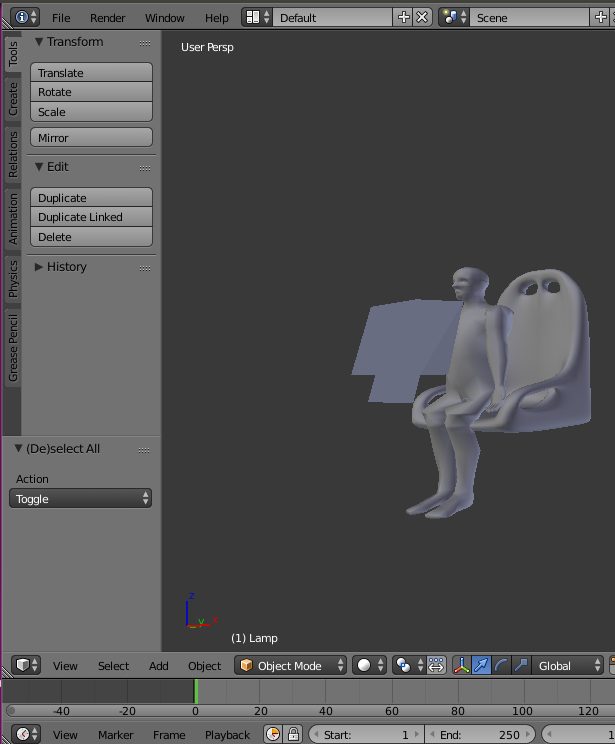 File Render Window Help Default Scene
Tools
Create
Relations
Animation
Physics
Grease Pencil
Transform
Translate
Rotate
Scale
Mirror
Edit
Duplicate
Duplicate Linked
Delete
History
(De)select All
Action
Toggle
User Persp
z
y
x
(1) Lamp
View Select Add Object Object Mode Global
-40 -20 0 20 40 60 80 100 120
View Marker Frame Playback Start: 1 End: 250 1